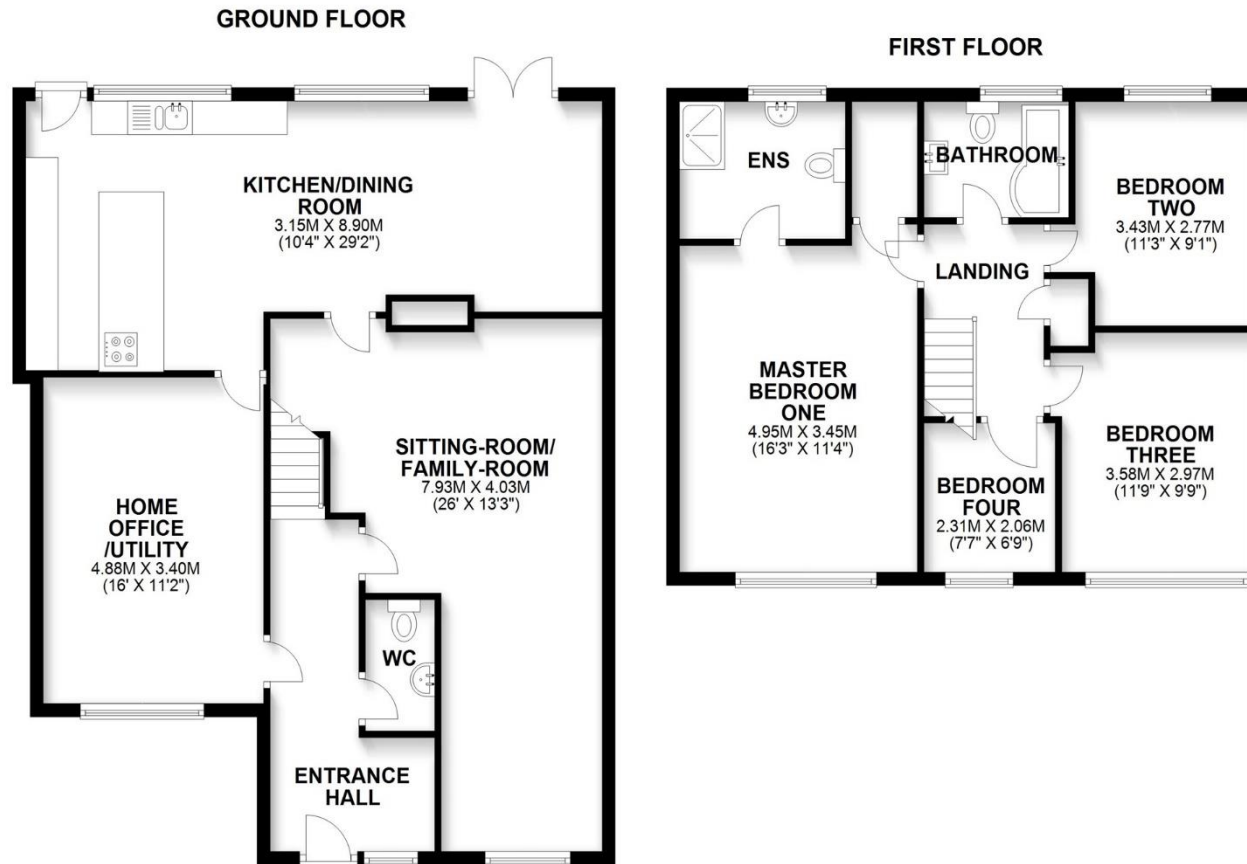 GROUND FLOOR
KITCHEN/DINING
ROOM
3.15M X 8.90M
(10'4" X 29'2")
SITTING-ROOM/
FAMILY-ROOM
7.93M X 4.03M
(26' X 13'3")
HOME
OFFICE
/UTILITY
4.88M X 3.40M
(16' X 11'2")
WC
ENTRANCE
HALL
FIRST FLOOR
ENS
BATHROOM
BEDROOM
TWO
3.43M X 2.77M
(11'3" X 9'1")
LANDING
MASTER
BEDROOM
ONE
4.95M X 3.45M
(16'3" X 11'4")
BEDROOM
THREE
3.58M X 2.97M
(11'9" X 9'9")
BEDROOM
FOUR
2.31M X 2.06M
(7'7" X 6'9")